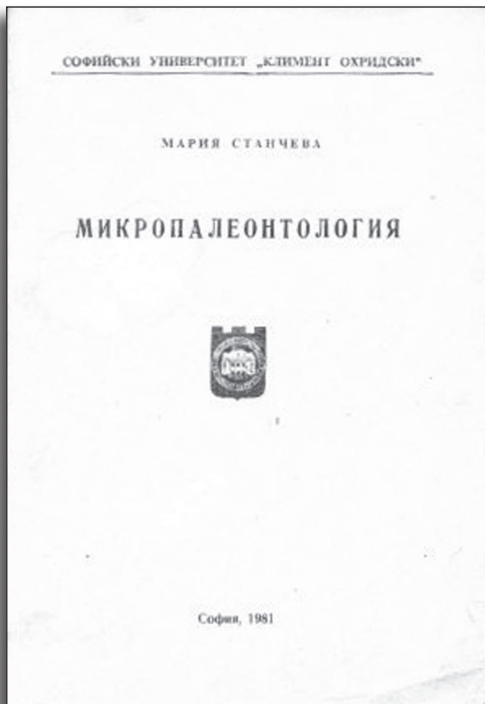 СОФИЙСКИ УНИВЕРСИТЕТ „КЛИМЕНТ ОХРИДСКИ“
МАРИЯ СТАНЧЕВА
МИКРОПАЛЕОНТОЛОГИЯ
София, 1981